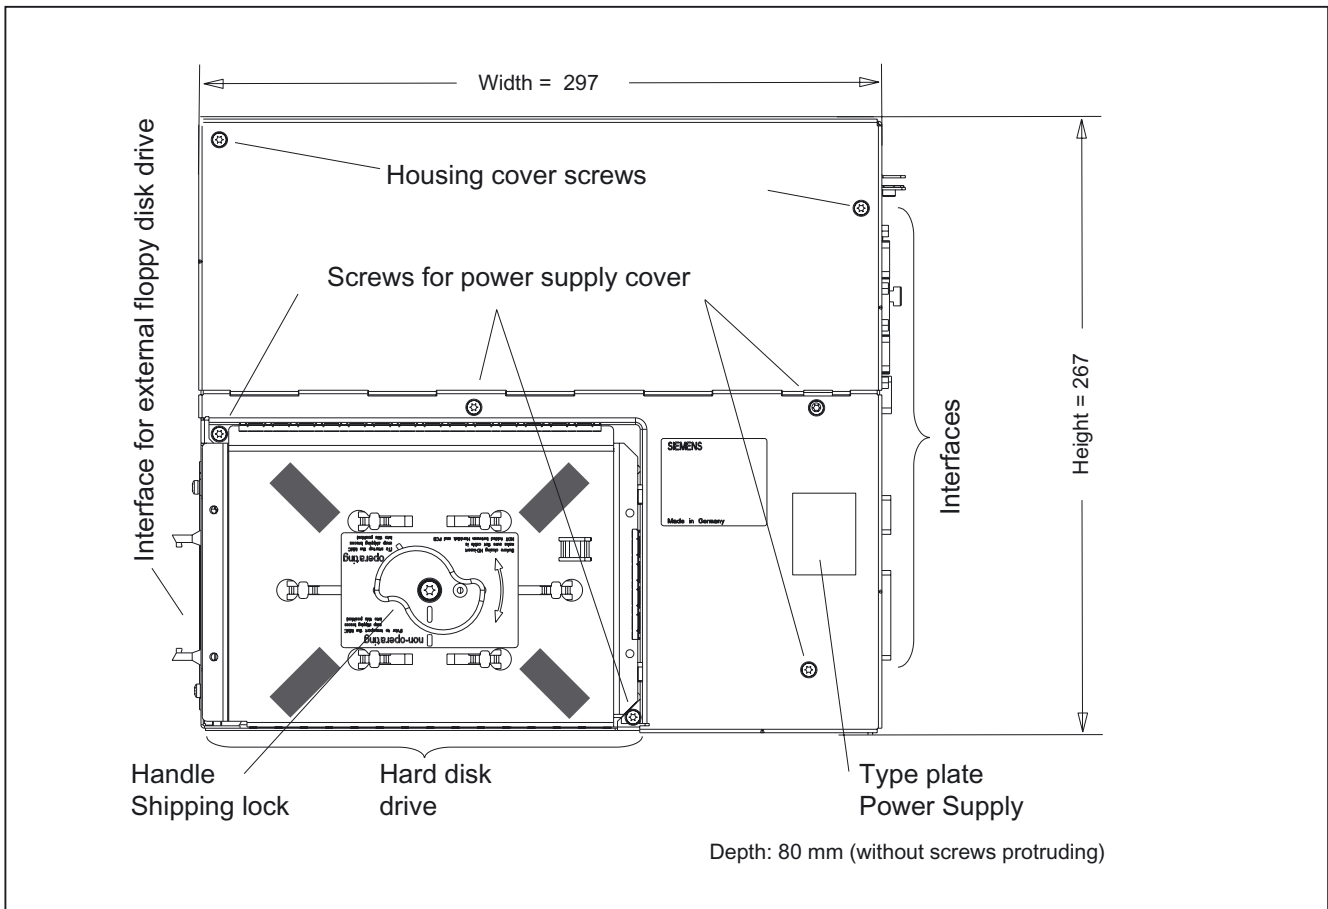 Width = 297
Interface for external floppy disk drive
Housing cover screws
Screws for power supply cover
Height = 267
Interfaces
SIEMENS
Made in Germany
operating
non-operating
Handle
Shipping lock
Hard disk
drive
Type plate
Power Supply
Depth: 80 mm (without screws protruding)